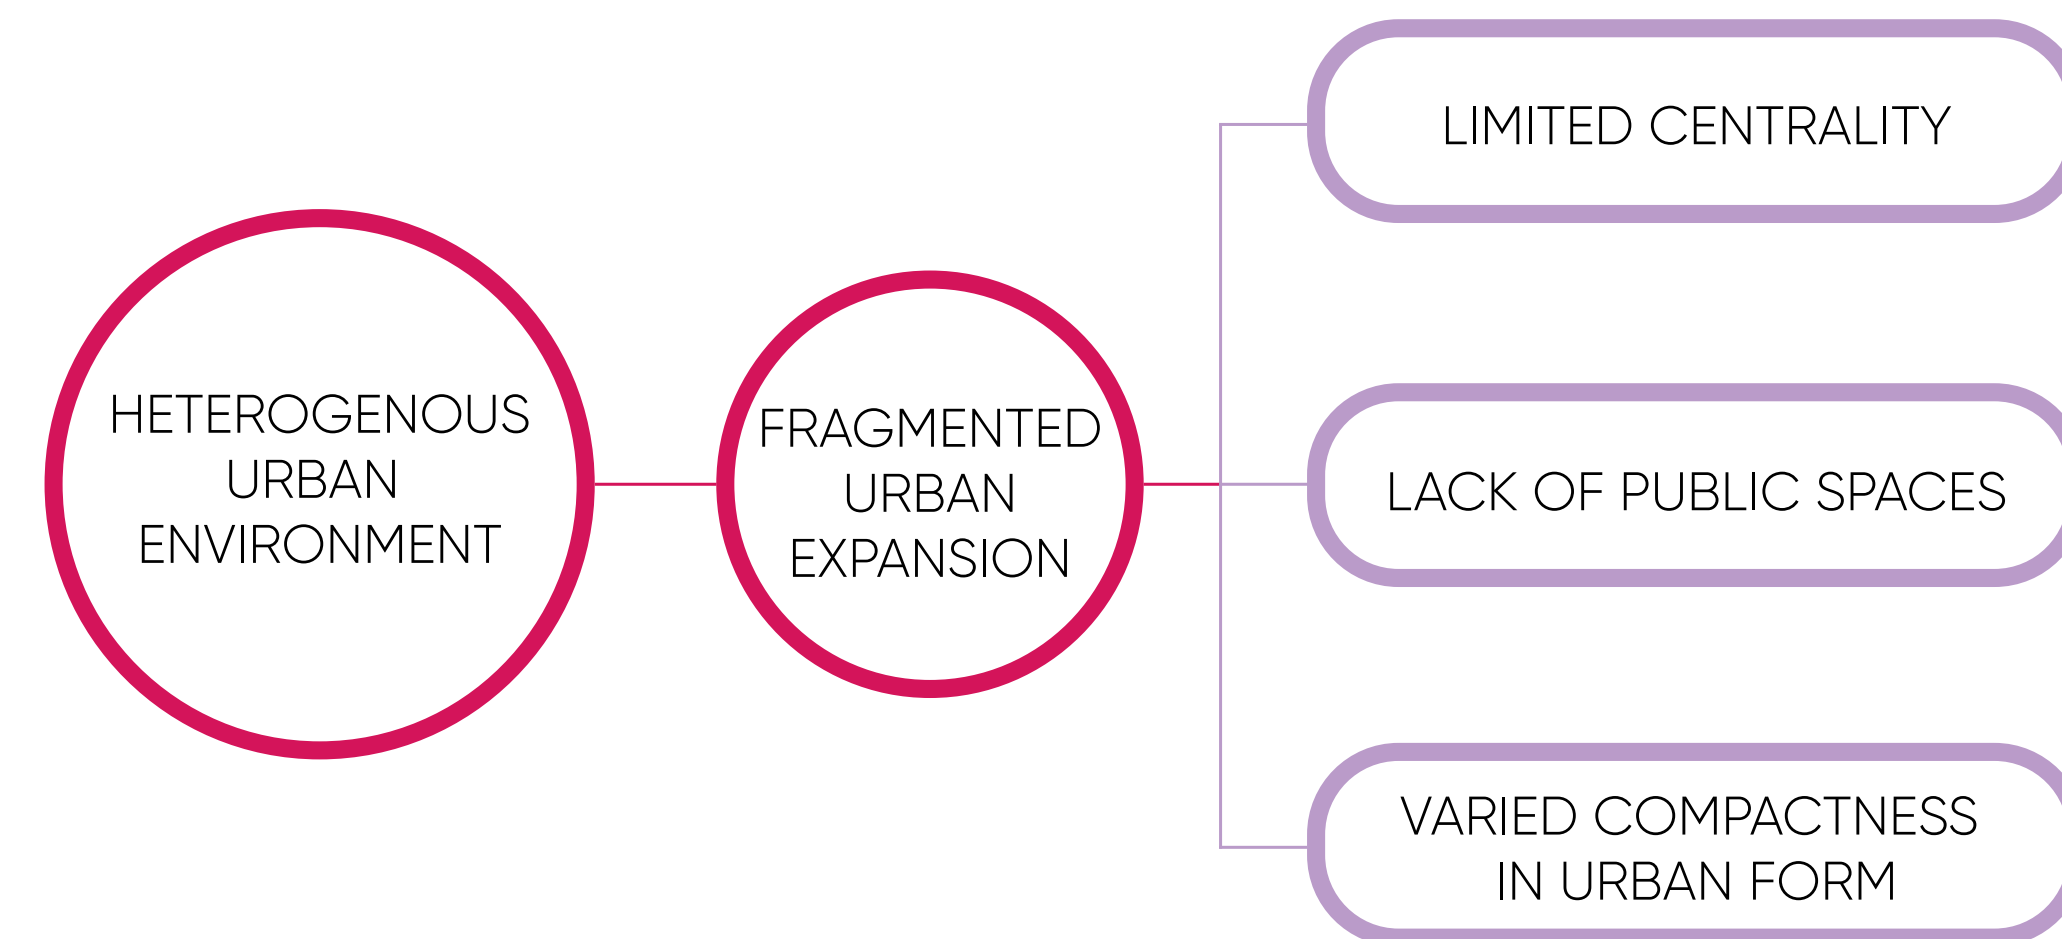 HETEROGENOUS
URBAN
ENVIRONMENT
FRAGMENTED
URBAN
EXPANSION
LIMITED CENTRALITY
LACK OF PUBLIC SPACES
VARIED COMPACTNESS
IN URBAN FORM